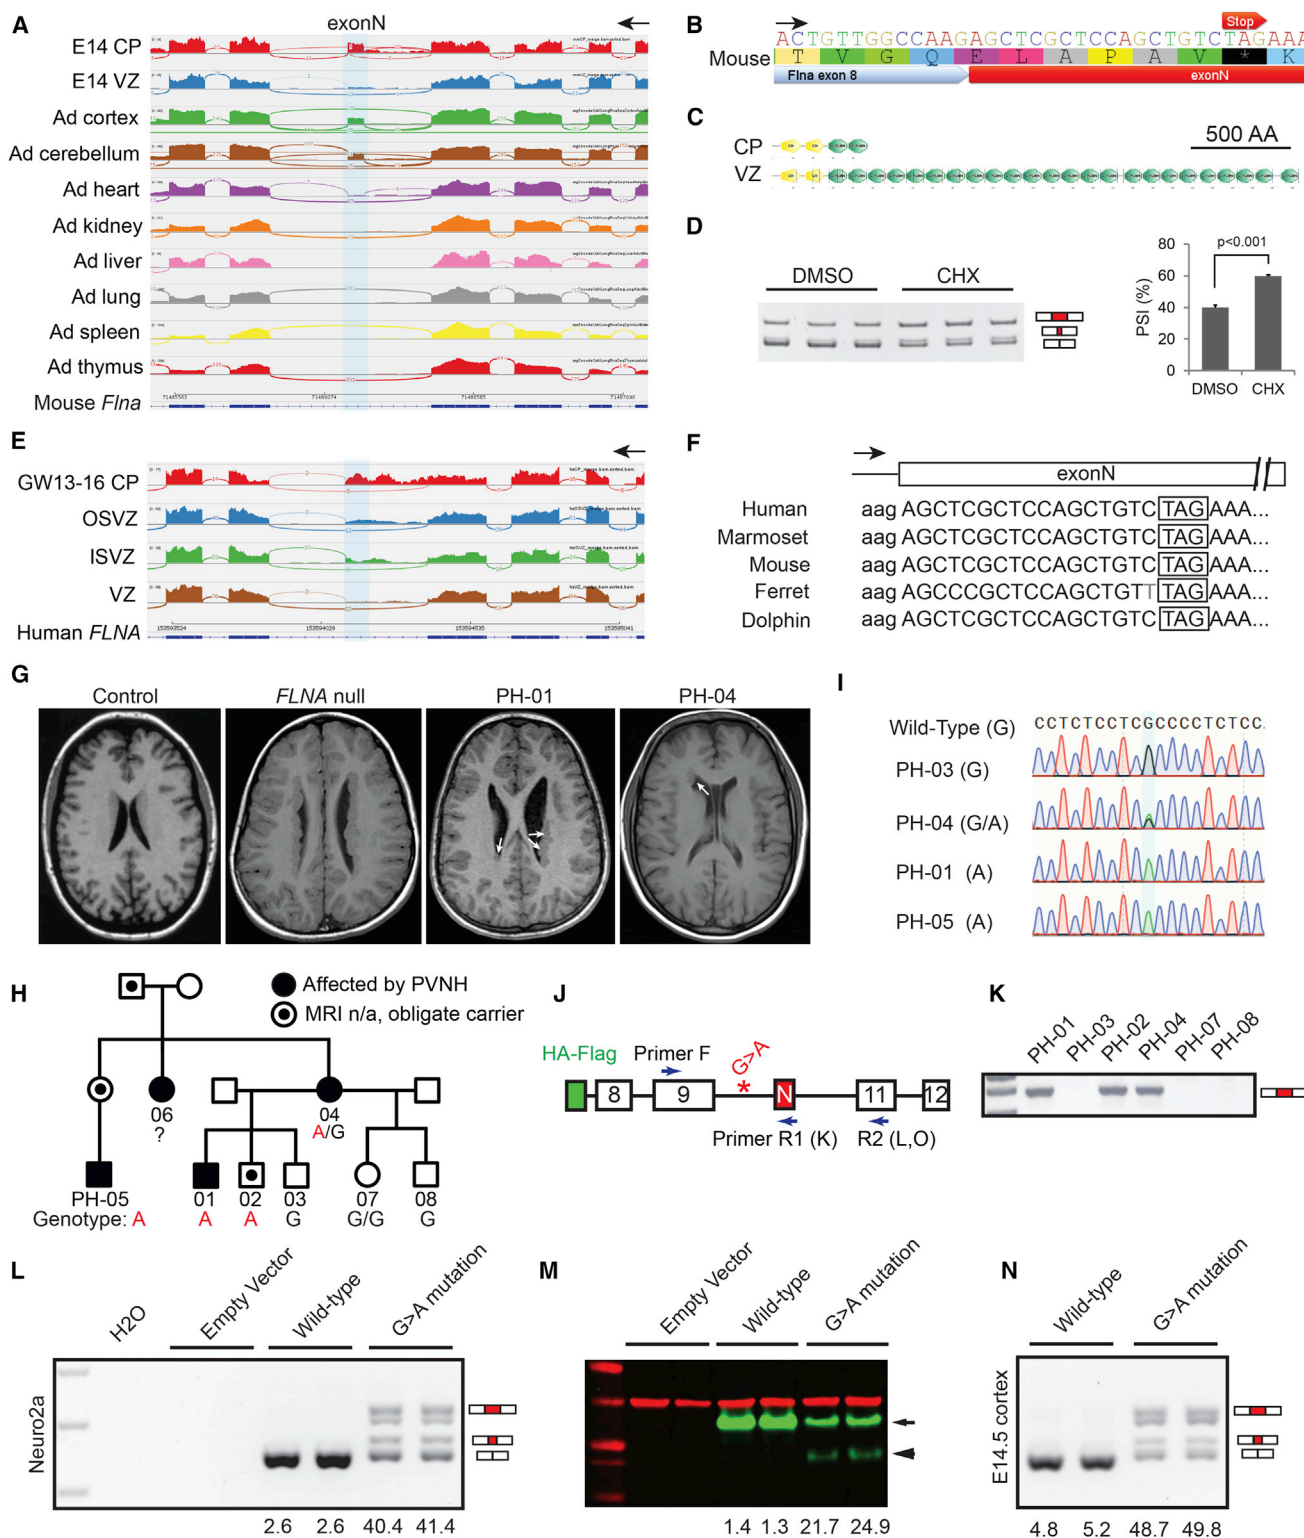 A
exonN
E14 CP
E14 VZ
Ad cortex
Ad cerebellum
Ad heart
Ad kidney
Ad liver
Ad lung
Ad spleen
Ad thymus
Mouse Flna
71485563
71486074
71486585
71487096
B
Stop
ACTGTTGGCCAAGAGCTCGCTCCAGCTGTCTAGAAA
Mouse T V G Q E L A P A V * K
Flna exon 8
exonN
C
500 AA
CP
VZ
D
DMSO
CHX
p<0.001
PSI (%)
80
60
40
20
0
DMSO
CHX
E
GW13-16 CP
OSVZ
ISVZ
VZ
Human FLNA
153593524
153594029
153594535
153595041
F
exonN
Human aag AGCTCGCTCCAGCTGTC TAG AAA...
Marmoset aag AGCTCGCTCCAGCTGTC TAG AAA...
Mouse aag AGCTCGCTCCAGCTGTC TAG AAA...
Ferret aag AGCCCGCTCCAGCTGTT TAG AAA...
Dolphin aag AGCTCGCTCCAGCTGTC TAG AAA...
G
Control
FLNA null
PH-01
PH-04
I
Wild-Type (G)
CCTCTCCTCGCCCCTCTCC
PH-03 (G)
PH-04 (G/A)
PH-01 (A)
PH-05 (A)
H
Affected by PVNH
MRI n/a, obligate carrier
06
?
04
A/G
PH-05
01
02
03
07
08
Genotype: A
A
A
G
G/G
G
J
HA-Flag
Primer F
G>A
*
8
9
N
11
12
Primer R1 (K)
R2 (L,O)
K
PH-01
PH-03
PH-02
PH-04
PH-07
PH-08
L
H2O
Empty Vector
Wild-type
G>A mutation
Neuro2a
2.6 2.6 40.4 41.4
M
Empty Vector
Wild-type
G>A mutation
1.4 1.3 21.7 24.9
N
Wild-type
G>A mutation
E14.5 cortex
4.8 5.2 48.7 49.8